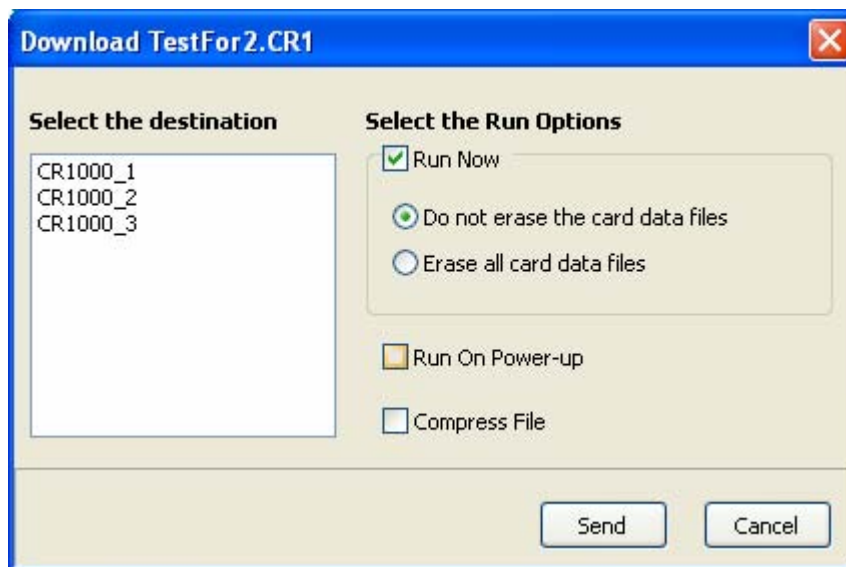 Download TestFor2.CR1
Select the destination
CR1000_1
CR1000_2
CR1000_3
Select the Run Options
Run Now
Do not erase the card data files
Erase all card data files
Run On Power-up
Compress File
Send
Cancel